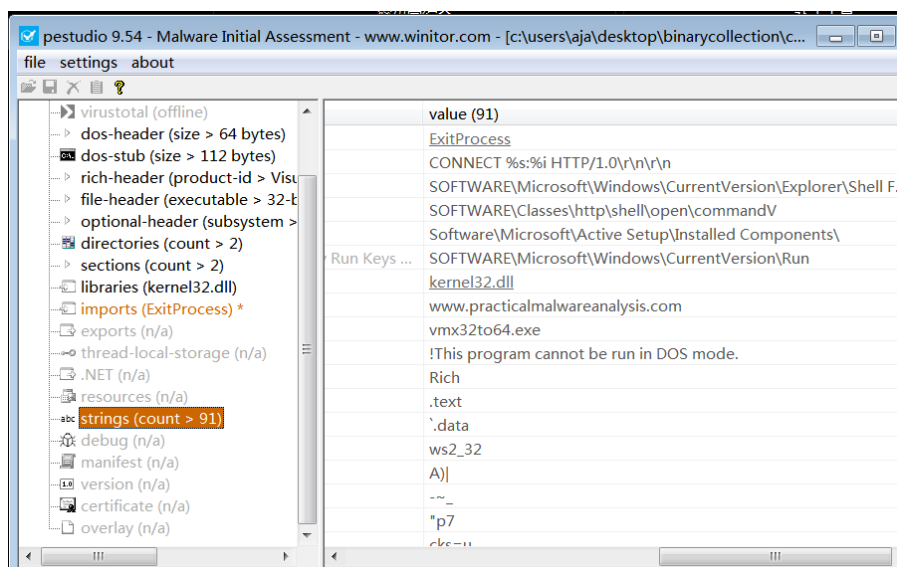 pestudio 9.54 - Malware Initial Assessment - www.winitor.com - [c:\users\aja\desktop\binarycollection\c...
file settings about
virustotal (offline)
dos-header (size > 64 bytes)
dos-stub (size > 112 bytes)
rich-header (product-id > Visu
file-header (executable > 32-b
optional-header (subsystem >
directories (count > 2)
sections (count > 2)
libraries (kernel32.dll)
imports (ExitProcess) *
exports (n/a)
thread-local-storage (n/a)
.NET (n/a)
resources (n/a)
abc strings (count > 91)
debug (n/a)
manifest (n/a)
1.0 version (n/a)
certificate (n/a)
overlay (n/a)
value (91)
ExitProcess
CONNECT %s:%i HTTP/1.0\r\n\r\n
SOFTWARE\Microsoft\Windows\CurrentVersion\Explorer\Shell F.
SOFTWARE\Classes\http\shell\open\commandV
Software\Microsoft\Active Setup\Installed Components\
Run Keys ... SOFTWARE\Microsoft\Windows\CurrentVersion\Run
kernel32.dll
www.practicalmalwareanalysis.com
vmx32to64.exe
!This program cannot be run in DOS mode.
Rich
.text
`.data
ws2_32
A)|
-~_
"p7
cks=u